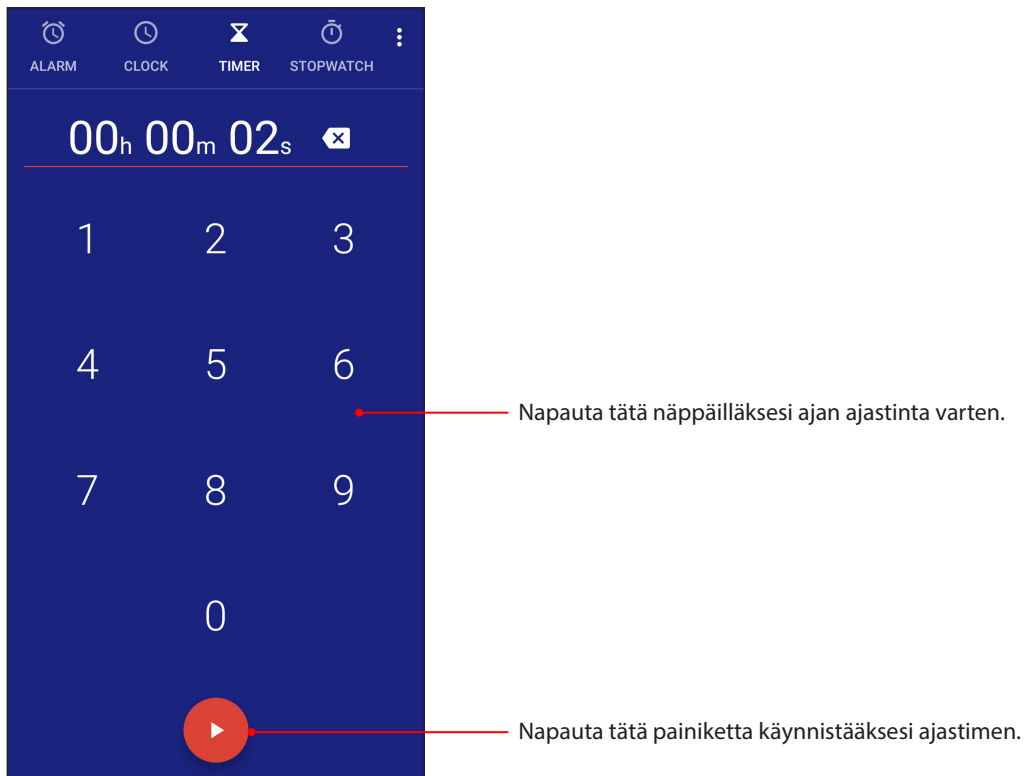 ALARM CLOCK TIMER STOPWATCH
00h 00m 02s
1 2 3
4 5 6
Napauta tätä näppäilläksesi ajan ajastinta varten.
7 8 9
0
Napauta tätä painiketta käynnistääksesi ajastimen.